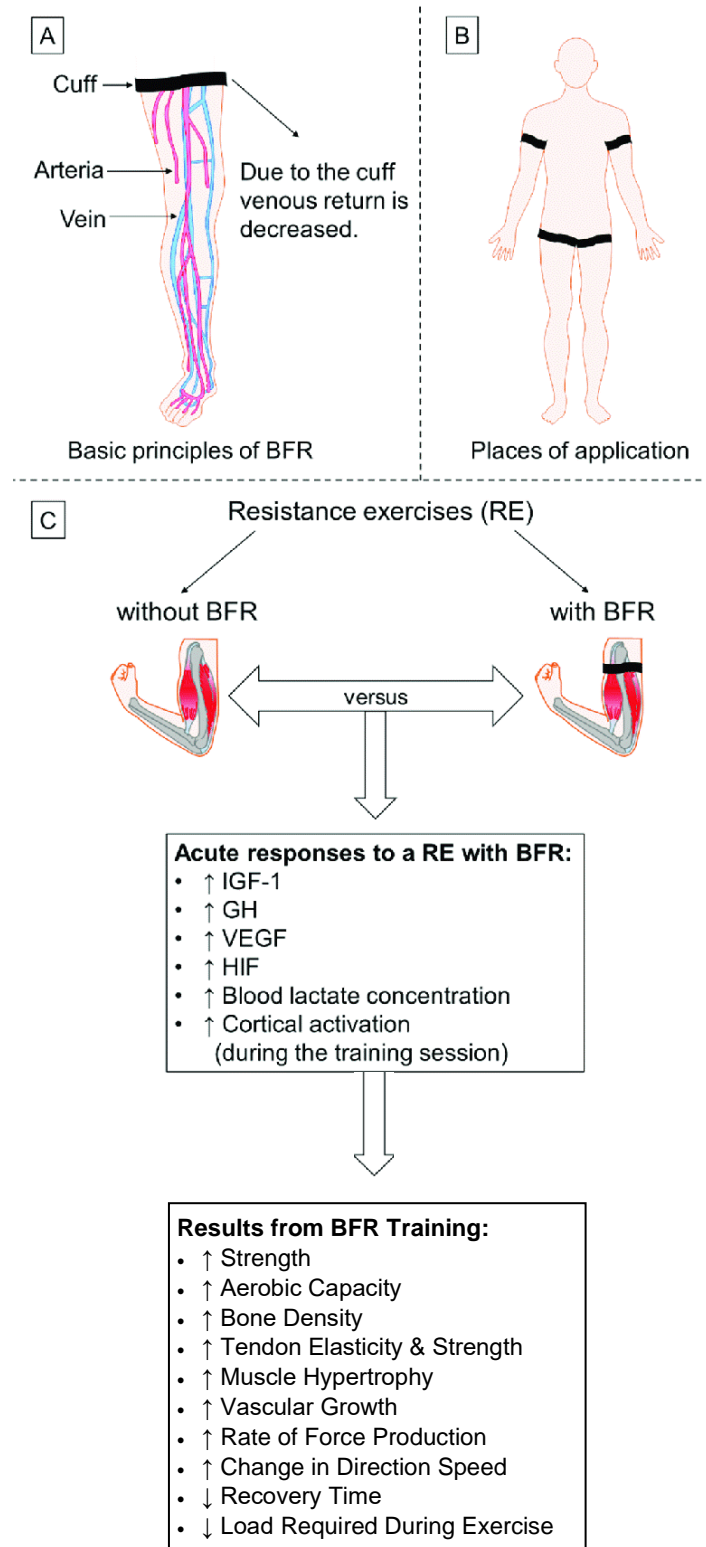 A
Cuff
Arteria
Vein
Due to the cuff
venous return is
decreased.
Basic principles of BFR
B
Places of application
C
Resistance exercises (RE)
without BFR
with BFR
versus
Acute responses to a RE with BFR:
• ↑ IGF-1
• ↑ GH
• ↑ VEGF
• ↑ HIF
• ↑ Blood lactate concentration
• ↑ Cortical activation
(during the training session)
Results from BFR Training:
• ↑ Strength
• ↑ Aerobic Capacity
• ↑ Bone Density
• ↑ Tendon Elasticity & Strength
• ↑ Muscle Hypertrophy
• ↑ Vascular Growth
• ↑ Rate of Force Production
• ↑ Change in Direction Speed
• ↓ Recovery Time
• ↓ Load Required During Exercise